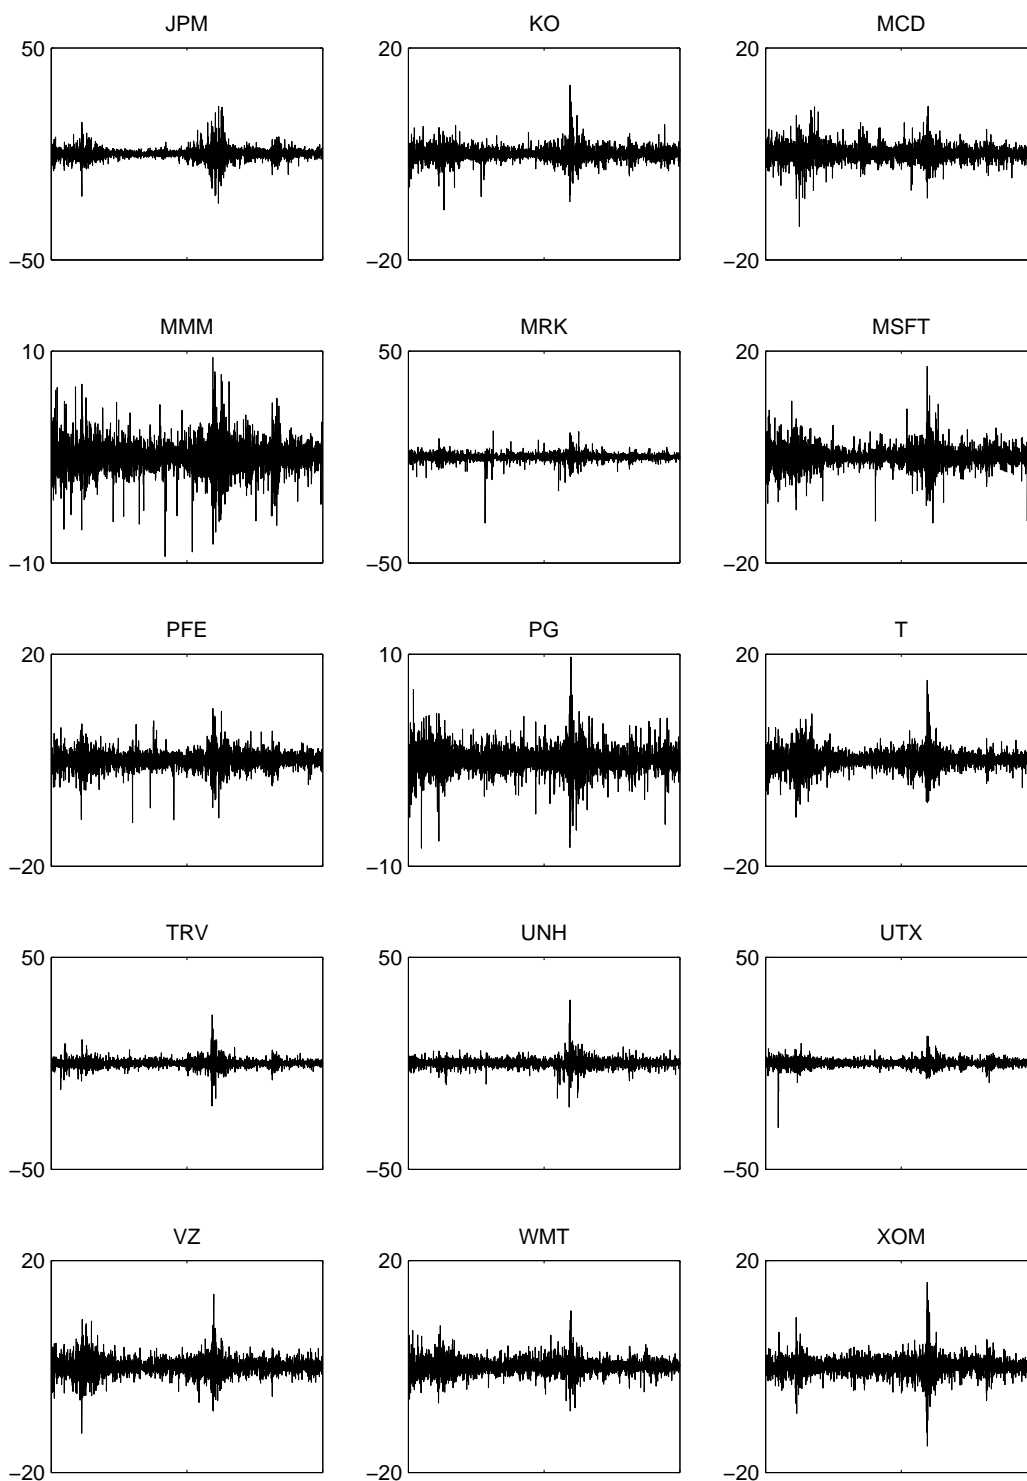 JPM KO MCD
50 20 20
−50 −20 −20
MMM MRK MSFT
10 50 20
−10 −50 −20
PFE PG T
20 10 20
−20 −10 −20
TRV UNH UTX
50 50 50
−50 −50 −50
VZ WMT XOM
20 20 20
−20 −20 −20